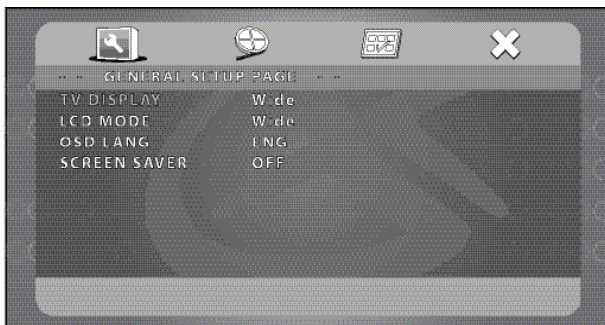 - - GENERAL SETUP PAGE - -
TV DISPLAY Wide
LCD MODE Wide
OSD LANG ENG
SCREEN SAVER OFF